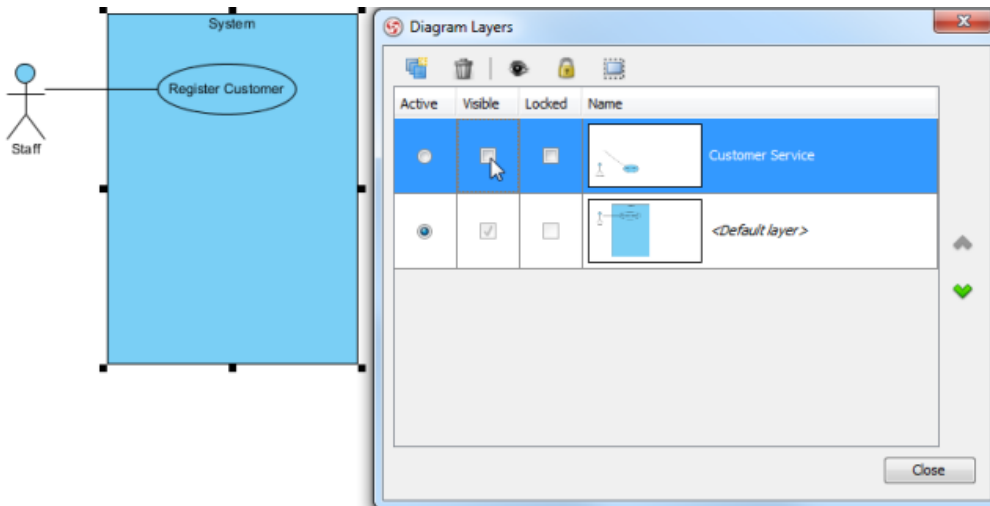 System
Register Customer
Staff
Diagram Layers
Active Visible Locked Name
Customer Service
<Default layer>
Close